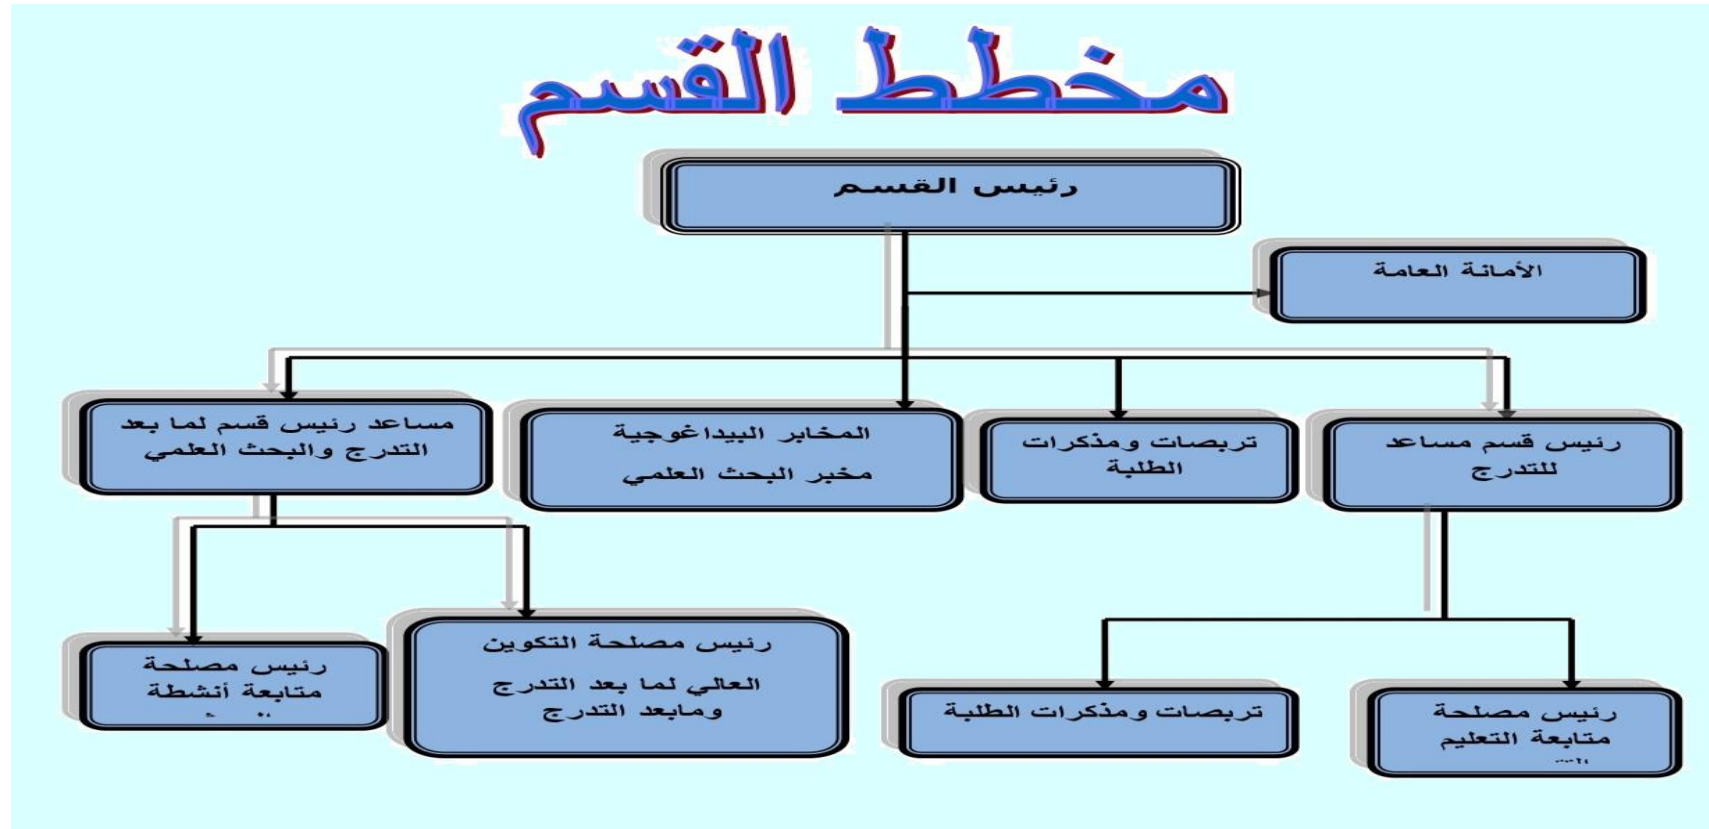 مخطط القسم
رئيس القسم
الأمانة العامة
رئيس قسم مساعد
للتدرج
تربصات ومذكرات
الطلبة
المخابر البيداغوجية
مخبر البحث العلمي
مساعد رئيس قسم لما بعد
التدرج والبحث العلمي
رئيس مصلحة
متابعة التعليم
تربصات ومذكرات الطلبة
رئيس مصلحة التكوين
العالي لما بعد التدرج
ومابعد التدرج
رئيس مصلحة
متابعة أنشطة